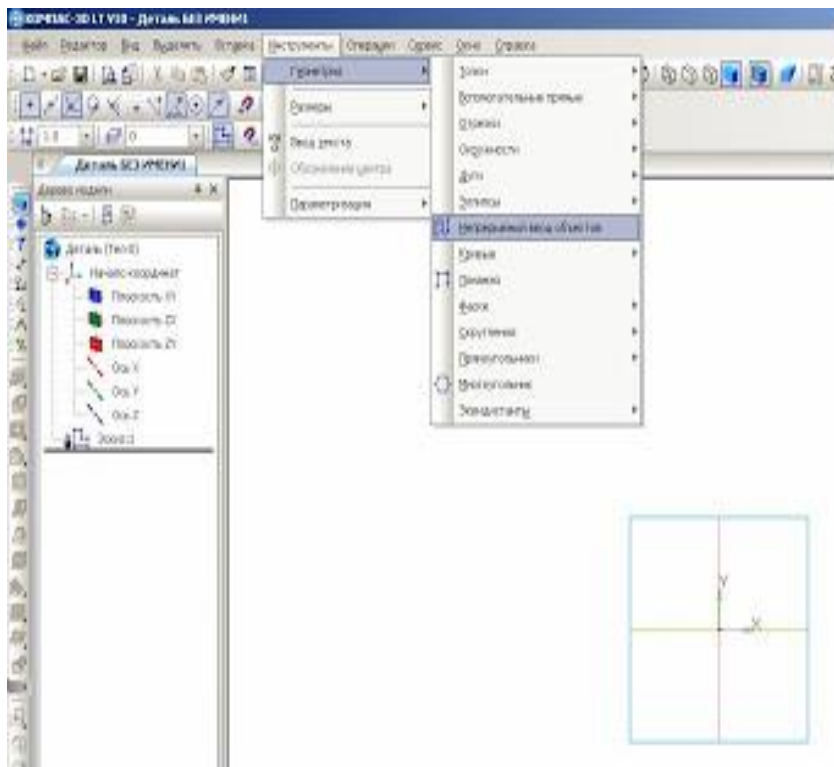 КОМПАС-3D LT V10 - Деталь БЕЗ ИМЕНИ1
Файл Редактор Вид Выделить Вставка Инструменты Операции Сервис Окно Справка
Геометрия
Размеры
Ввод текста
Обозначение центра
Параметризация
Точки
Вспомогательные прямые
Отрезки
Окружности
Дуги
Эллипсы
Непрерывный ввод объектов
Кривые
Ломаная
Фаски
Скругления
Прямоугольники
Многоугольник
Эквидистанты
1.0
0
Деталь БЕЗ ИМЕНИ1
Дерево модели
Деталь (Тел-0)
Начало координат
Плоскость XY
Плоскость ZX
Плоскость ZY
Ось X
Ось Y
Ось Z
Эскиз:1
Y
X